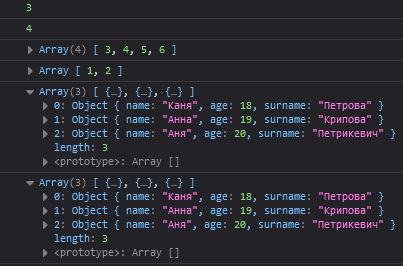 3
4
Array(4) [ 3, 4, 5, 6 ]
Array [ 1, 2 ]
Array(3) [ {…}, {…}, {…} ]
0: Object { name: "Каня", age: 18, surname: "Петрова" }
1: Object { name: "Анна", age: 19, surname: "Крипова" }
2: Object { name: "Аня", age: 20, surname: "Петрикевич" }
length: 3
<prototype>: Array []
Array(3) [ {…}, {…}, {…} ]
0: Object { name: "Каня", age: 18, surname: "Петрова" }
1: Object { name: "Анна", age: 19, surname: "Крипова" }
2: Object { name: "Аня", age: 20, surname: "Петрикевич" }
length: 3
<prototype>: Array []